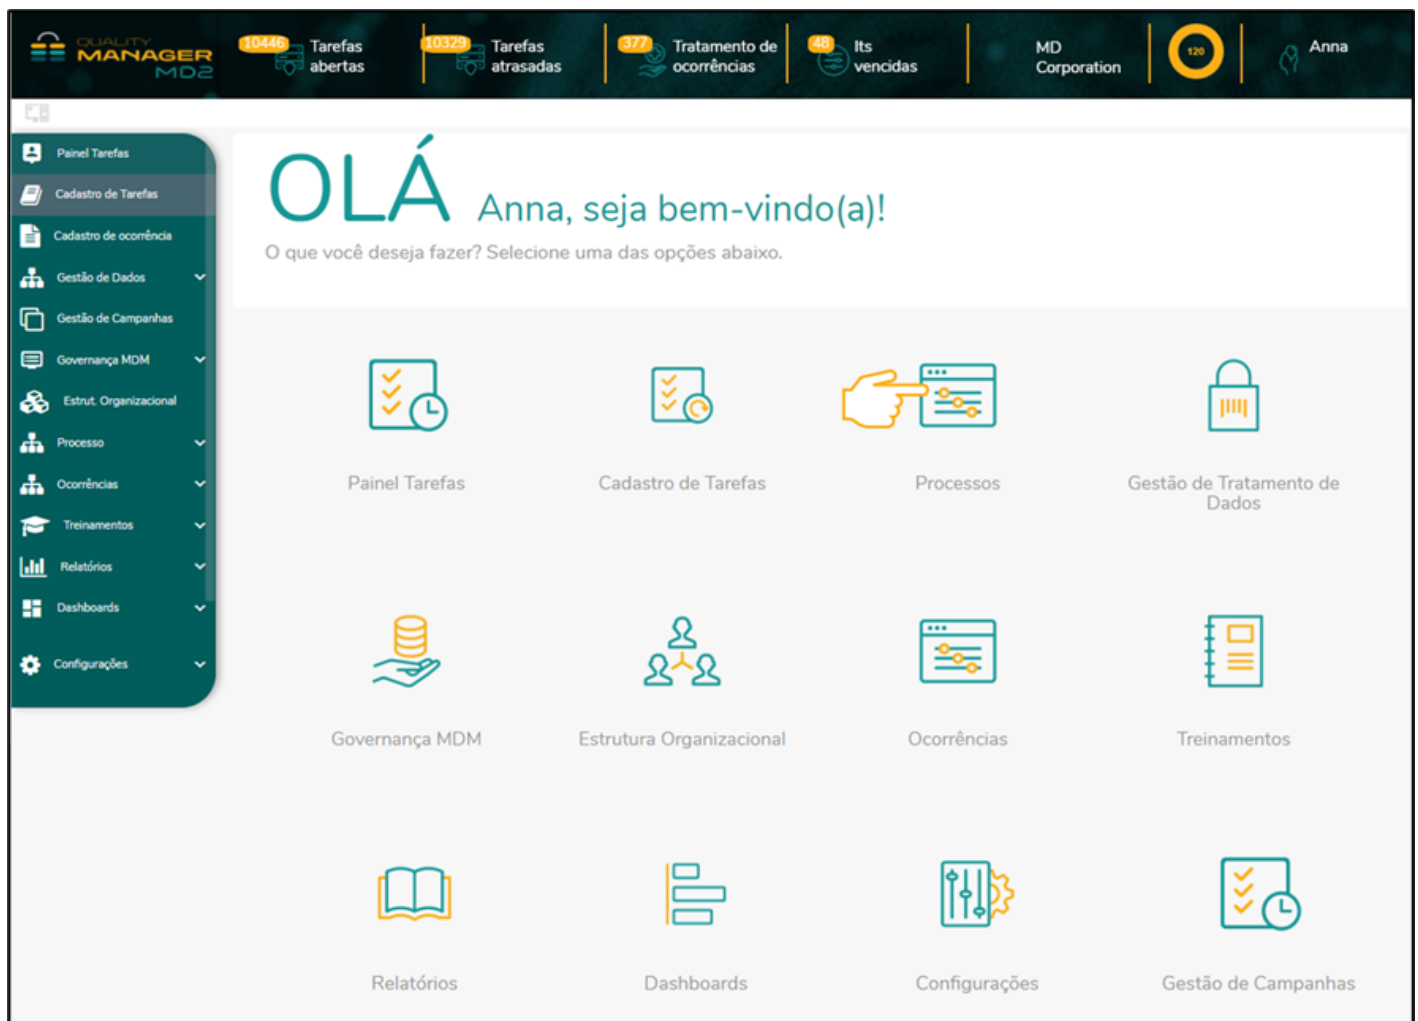 QUALITY
MANAGER
MD2
10446
Tarefas
abertas
10329
Tarefas
atrasadas
377
Tratamento de
ocorrências
48
Its
vencidas
MD
Corporation
120
Anna
Painel Tarefas
Cadastro de Tarefas
Cadastro de ocorrência
Gestão de Dados
Gestão de Campanhas
Governança MDM
Estrut. Organizacional
Processo
Ocorrências
Treinamentos
Relatórios
Dashboards
Configurações
OLÁ Anna, seja bem-vindo(a)!
O que você deseja fazer? Selecione uma das opções abaixo.
Painel Tarefas
Cadastro de Tarefas
Processos
Gestão de Tratamento de
Dados
Governança MDM
Estrutura Organizacional
Ocorrências
Treinamentos
Relatórios
Dashboards
Configurações
Gestão de Campanhas